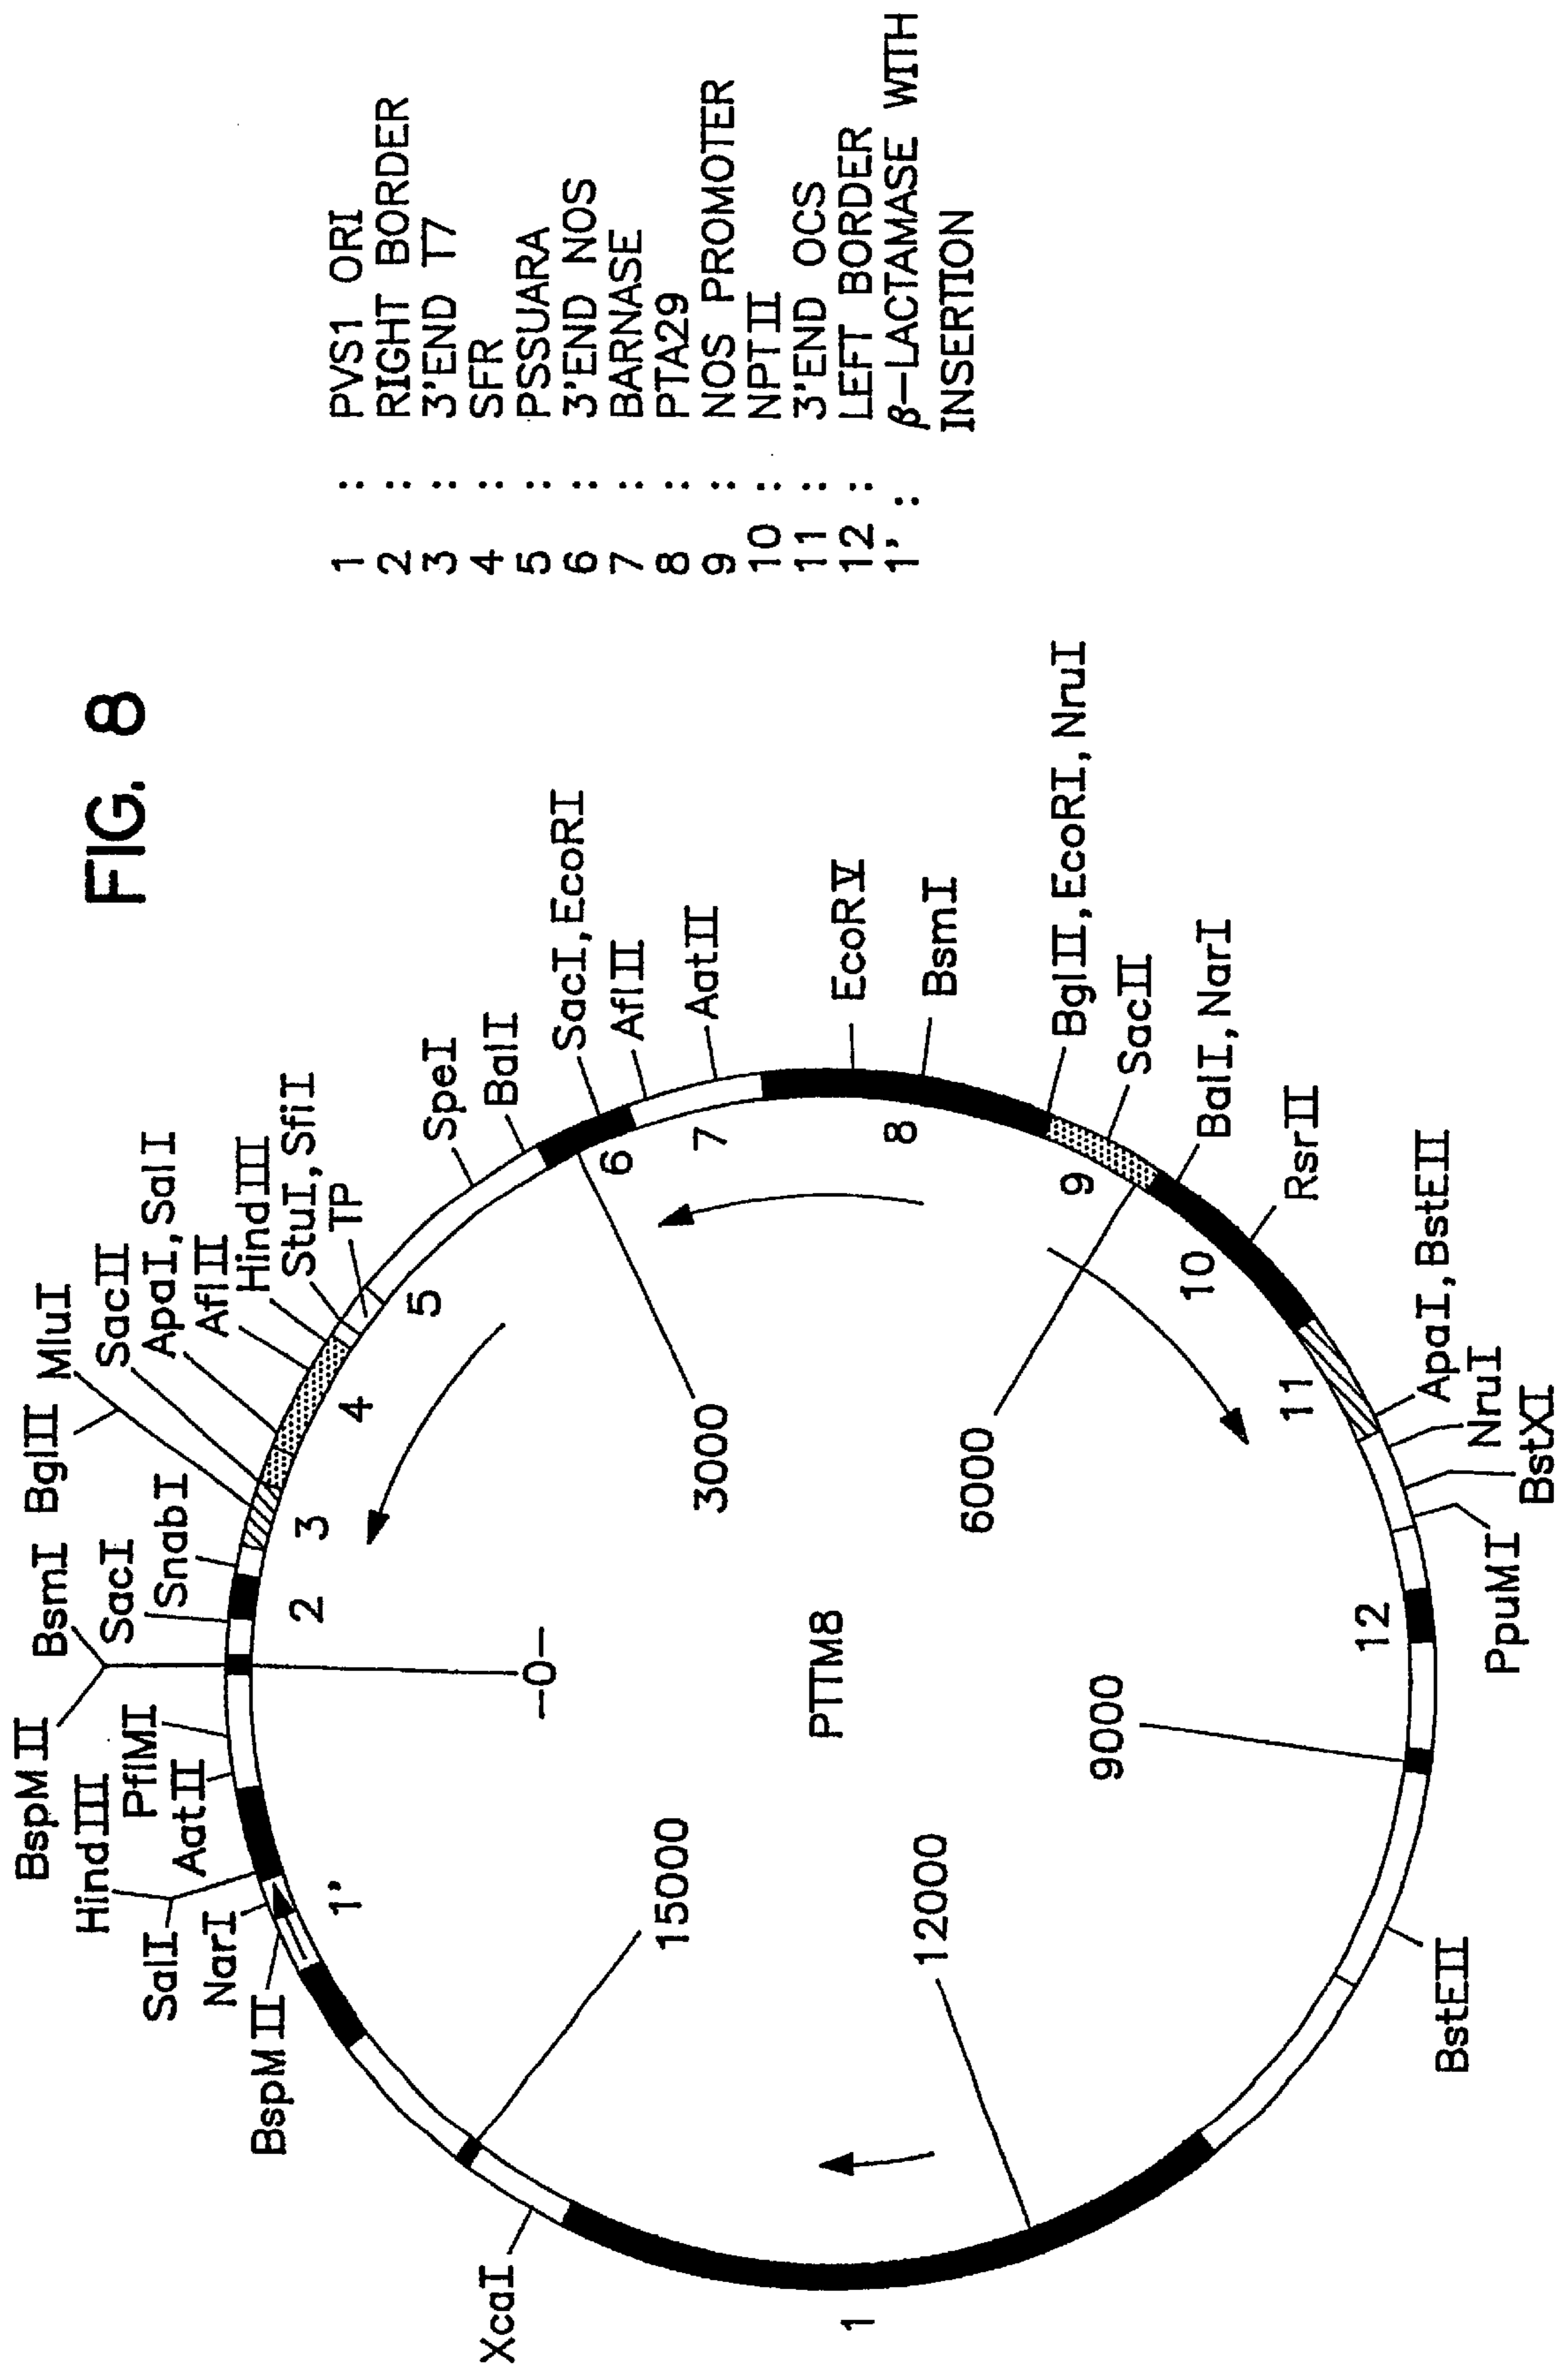 FIG. 8
BspMII
BsmI
BglII
MluI
HindIII
SacI
SacII
SalI
PflMI
SnabI
ApaI, SalI
NarI
AatII
AflII
BspMII
HindIII
StuI, SfiI
TP
SpeI
BalI
XcaI
SacI, EcoRI
AflII
AatII
EcoRV
BsmI
BglII, EcoRI, NruI
SacII
BalI, NarI
RsrII
ApaI, BstEII
NruI
BstXI
PpuMI
BstEII
1'
2
3
4
5
6
7
8
9
10
11
12
1
-0-
3000
6000
9000
12000
15000
PTTM8
1 : PVS1 ORI
2 : RIGHT BORDER
3 : 3'END T7
4 : SFR
5 : PSSUARA
6 : 3'END NOS
7 : BARNASE
8 : PTA29
9 : NOS PROMOTER
10 : NPTII
11 : 3'END OCS
12 : LEFT BORDER
1' : β-LACTAMASE WITH
INSERTION